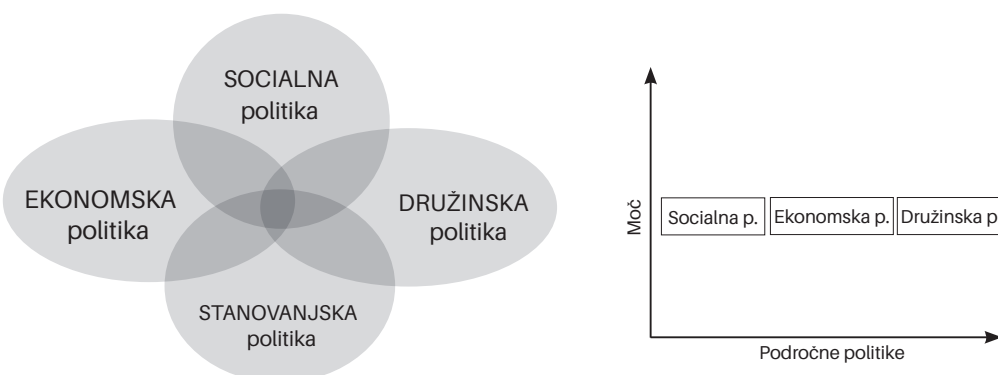 SOCIALNA
politika
EKONOMSKA
politika
DRUŽINSKA
politika
STANOVANJSKA
politika
Moč
Socialna p.
Ekonomska p.
Družinska p
Področne politike